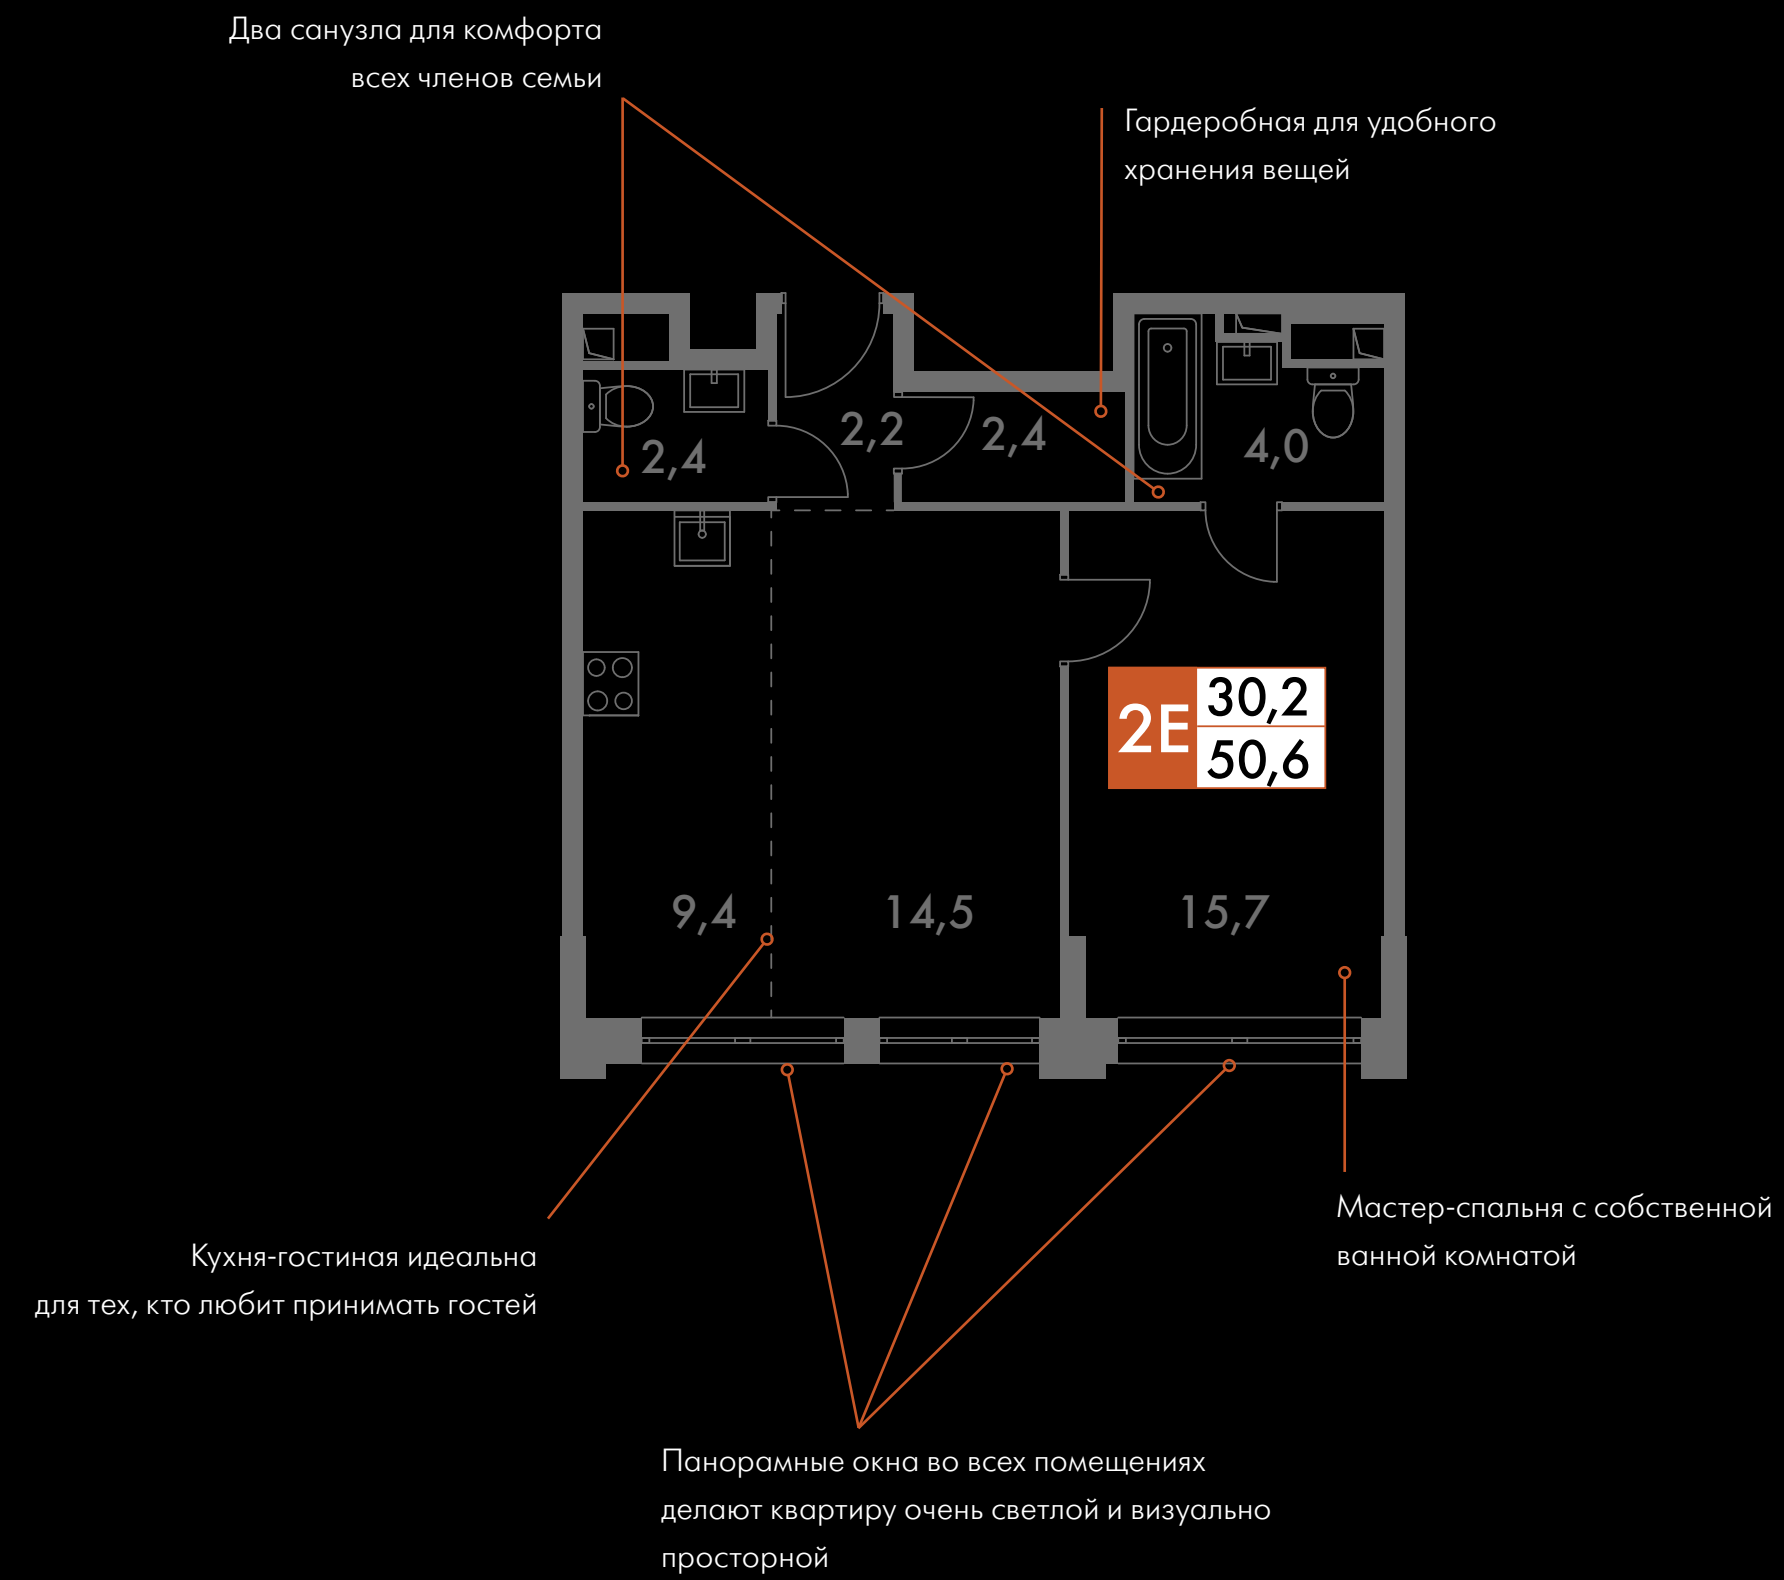 Два санузла для комфорта
всех членов семьи
Гардеробная для удобного
хранения вещей
2,4
2,2
2,4
4,0
2E
30,2
50,6
9,4
14,5
15,7
Кухня-гостиная идеальна
для тех, кто любит принимать гостей
Мастер-спальня с собственной
ванной комнатой
Панорамные окна во всех помещениях
делают квартиру очень светлой и визуально
просторной